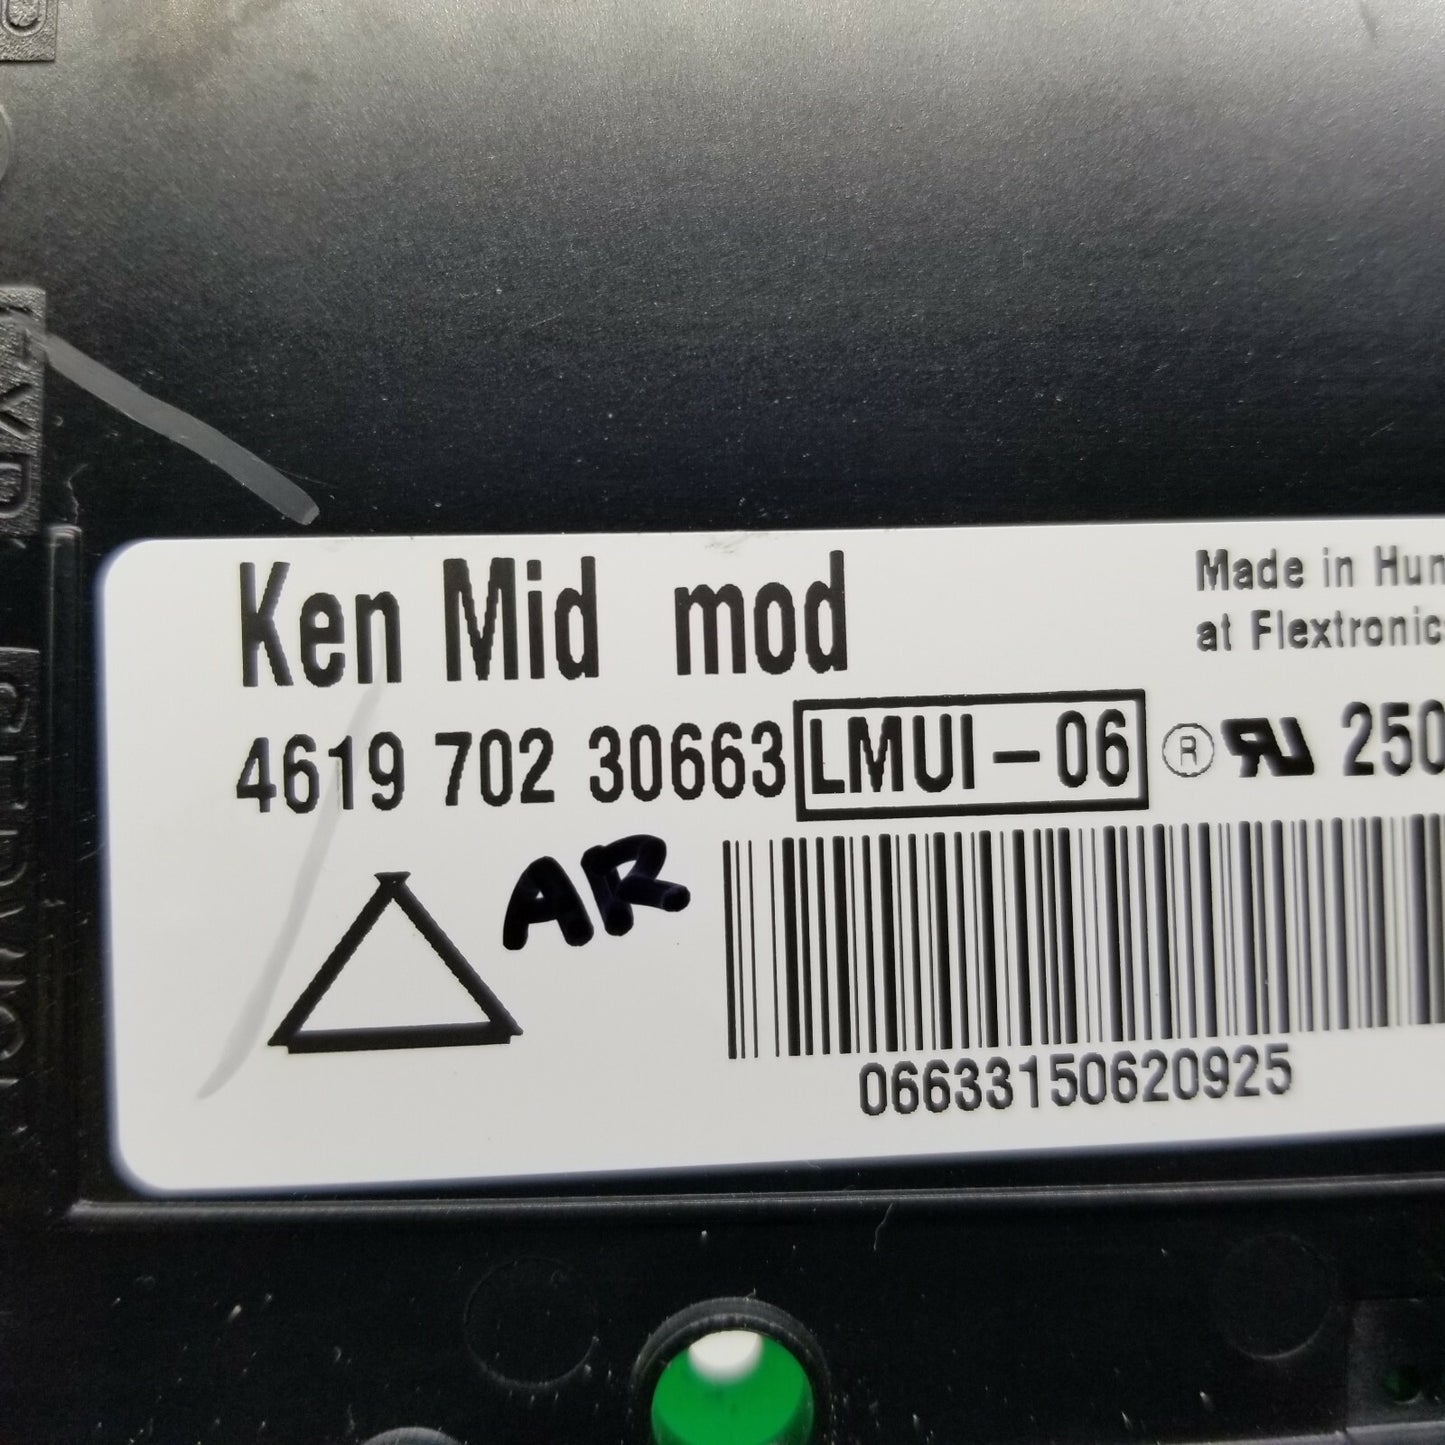 Ken Mid mod
Made in Hun
at Flextronic
4619 702 30663 LMUI-06 ® 250
AR
06633150620925